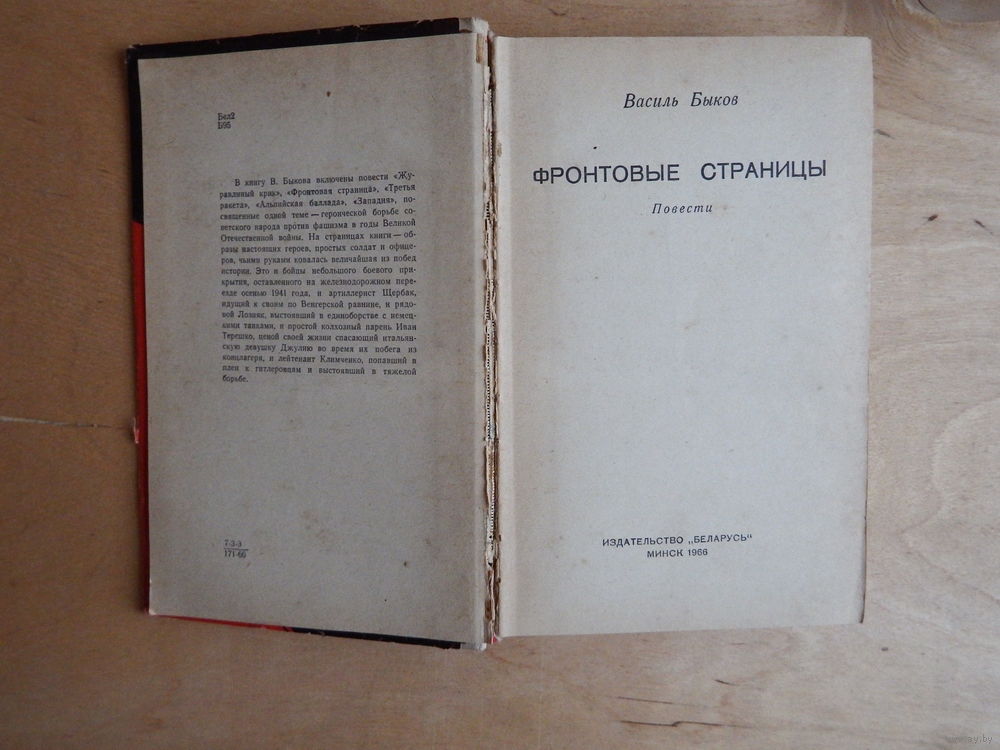 Бел2
Б95
В книгу В. Быкова включены повести «Жу-
равлиный крик», «Фронтовая страница», «Третья
ракета», «Альпийская баллада», «Западня», по-
священные одной теме — героической борьбе со-
ветского народа против фашизма в годы Великой
Отечественной войны. На страницах книги — об-
разы настоящих героев, простых солдат и офице-
ров, чьими руками ковалась величайшая из побед
истории. Это и бойцы небольшого боевого при-
крытия, оставленного на железнодорожном пере-
езде осенью 1941 года, и артиллерист Щербак,
идущий к своим по Венгерской равнине, и рядо-
вой Лозняк, выстоявший в единоборстве с немец-
кими танками, и простой колхозный парень Иван
Терешко, ценой своей жизни спасающий итальян-
скую девушку Джулию во время их побега из
концлагеря, и лейтенант Климченко, попавший в
плен к гитлеровцам и выстоявший в тяжелой
борьбе.
7-3-3
171-66
Василь Быков
ФРОНТОВЫЕ СТРАНИЦЫ
Повести
ИЗДАТЕЛЬСТВО „БЕЛАРУСЬ“
МИНСК 1966